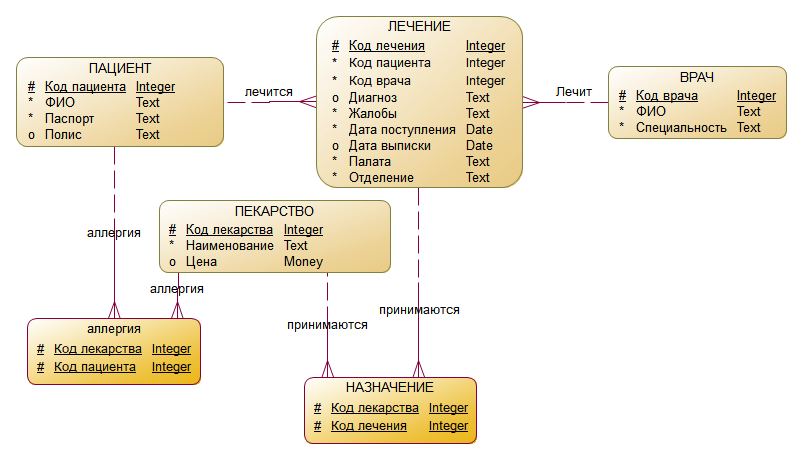 ПАЦИЕНТ
# Код пациента Integer
* ФИО Text
* Паспорт Text
o Полис Text
лечится
ЛЕЧЕНИЕ
# Код лечения Integer
* Код пациента Integer
* Код врача Integer
o Диагноз Text
* Жалобы Text
* Дата поступления Date
o Дата выписки Date
* Палата Text
* Отделение Text
Лечит
ВРАЧ
# Код врача Integer
* ФИО Text
* Специальность Text
аллергия
ПЕКАРСТВО
# Код лекарства Integer
* Наименование Text
o Цена Money
аллергия
принимаются
принимаются
аллергия
# Код лекарства Integer
# Код пациента Integer
НАЗНАЧЕНИЕ
# Код лекарства Integer
# Код лечения Integer